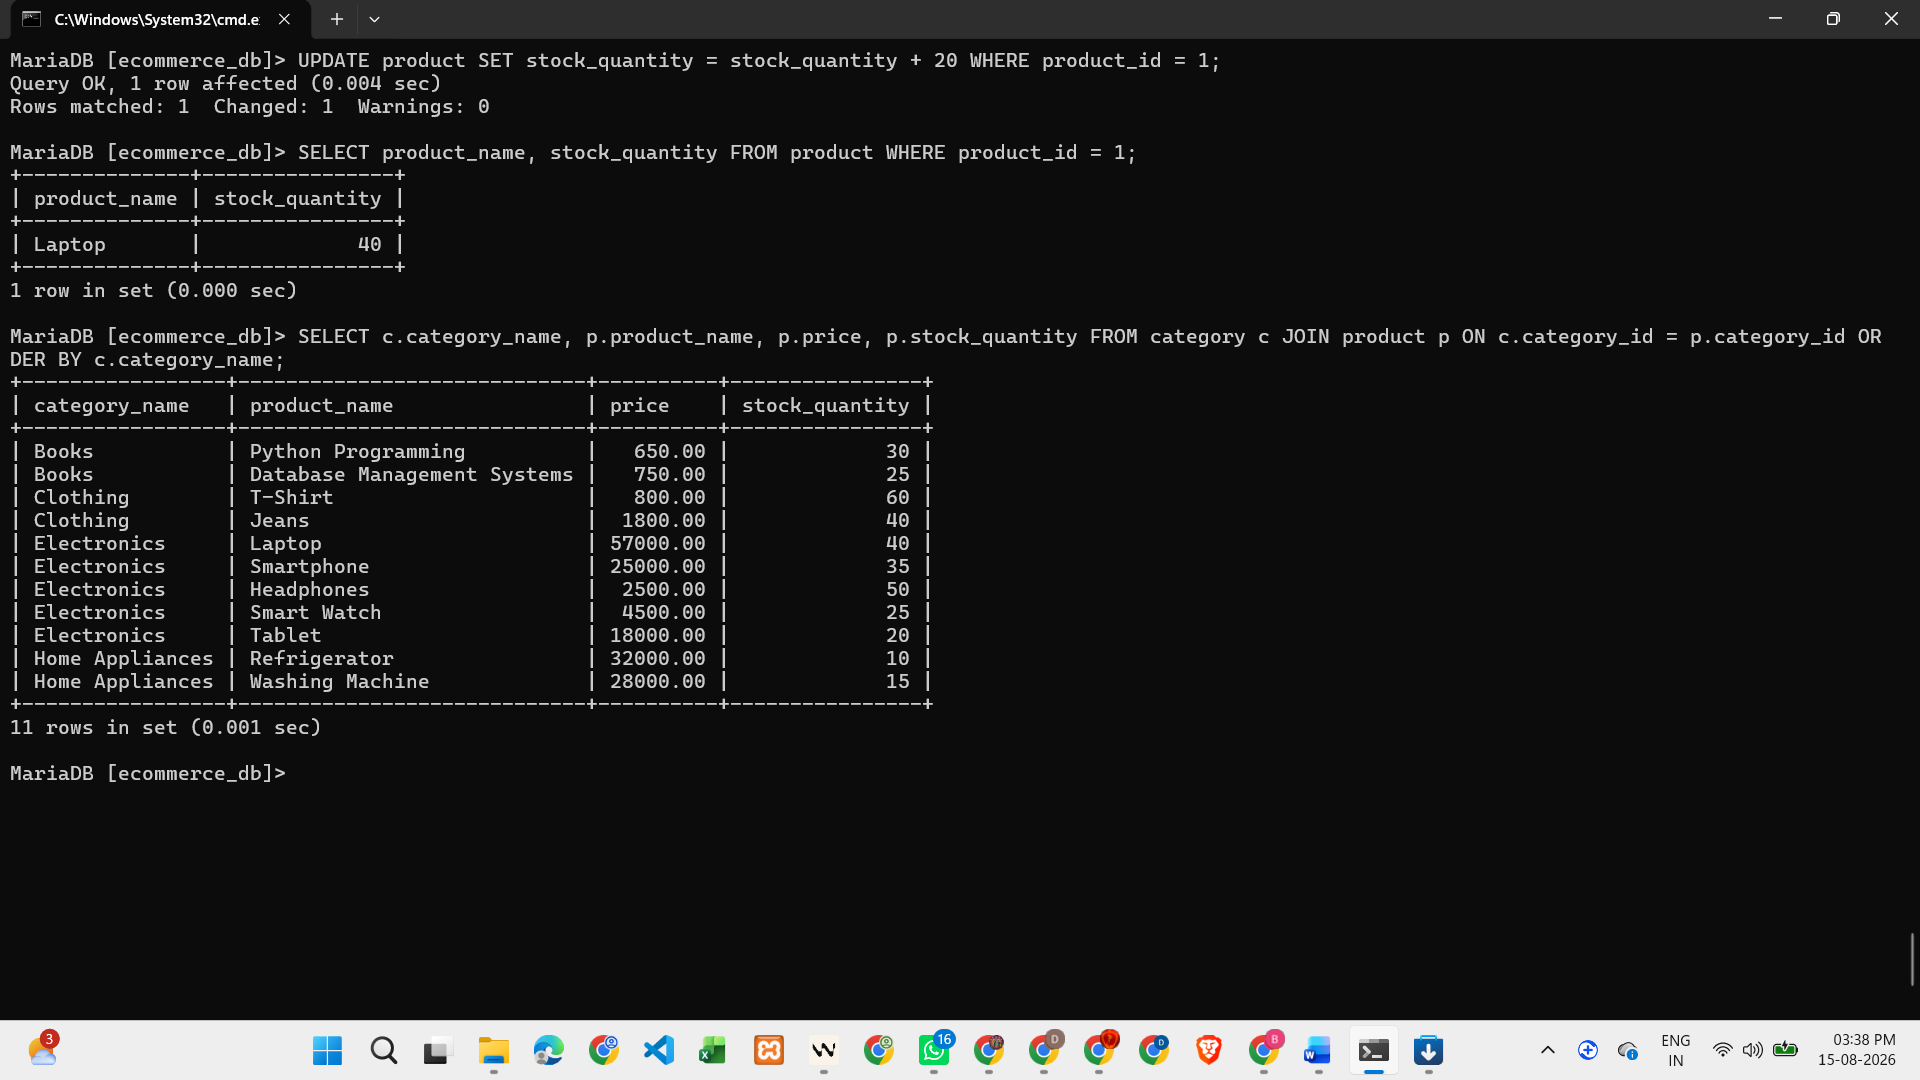 C:\Windows\System32\cmd.e
MariaDB [ecommerce_db]> UPDATE product SET stock_quantity = stock_quantity + 20 WHERE product_id = 1;
Query OK, 1 row affected (0.004 sec)
Rows matched: 1  Changed: 1  Warnings: 0
MariaDB [ecommerce_db]> SELECT product_name, stock_quantity FROM product WHERE product_id = 1;
+--------------+----------------+
| product_name | stock_quantity |
+--------------+----------------+
| Laptop       |             40 |
+--------------+----------------+
1 row in set (0.000 sec)
MariaDB [ecommerce_db]> SELECT c.category_name, p.product_name, p.price, p.stock_quantity FROM category c JOIN product p ON c.category_id = p.category_id OR
DER BY c.category_name;
+-----------------+-----------------------------+----------+----------------+
| category_name   | product_name                | price    | stock_quantity |
+-----------------+-----------------------------+----------+----------------+
| Books           | Python Programming          |   650.00 |             30 |
| Books           | Database Management Systems |   750.00 |             25 |
| Clothing        | T-Shirt                     |   800.00 |             60 |
| Clothing        | Jeans                       |  1800.00 |             40 |
| Electronics     | Laptop                      | 57000.00 |             40 |
| Electronics     | Smartphone                  | 25000.00 |             35 |
| Electronics     | Headphones                  |  2500.00 |             50 |
| Electronics     | Smart Watch                 |  4500.00 |             25 |
| Electronics     | Tablet                      | 18000.00 |             20 |
| Home Appliances | Refrigerator                | 32000.00 |             10 |
| Home Appliances | Washing Machine             | 28000.00 |             15 |
+-----------------+-----------------------------+----------+----------------+
11 rows in set (0.001 sec)
MariaDB [ecommerce_db]>
3
16
D
D
B
ENG
IN
03:38 PM
15-08-2026